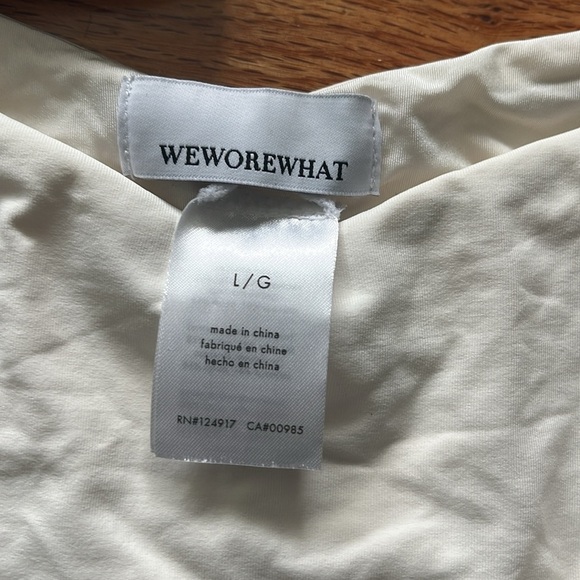 WEWOREWHAT
L/G
made in china
fabriqué en chine
hecho en china
RN#124917 CA#00985